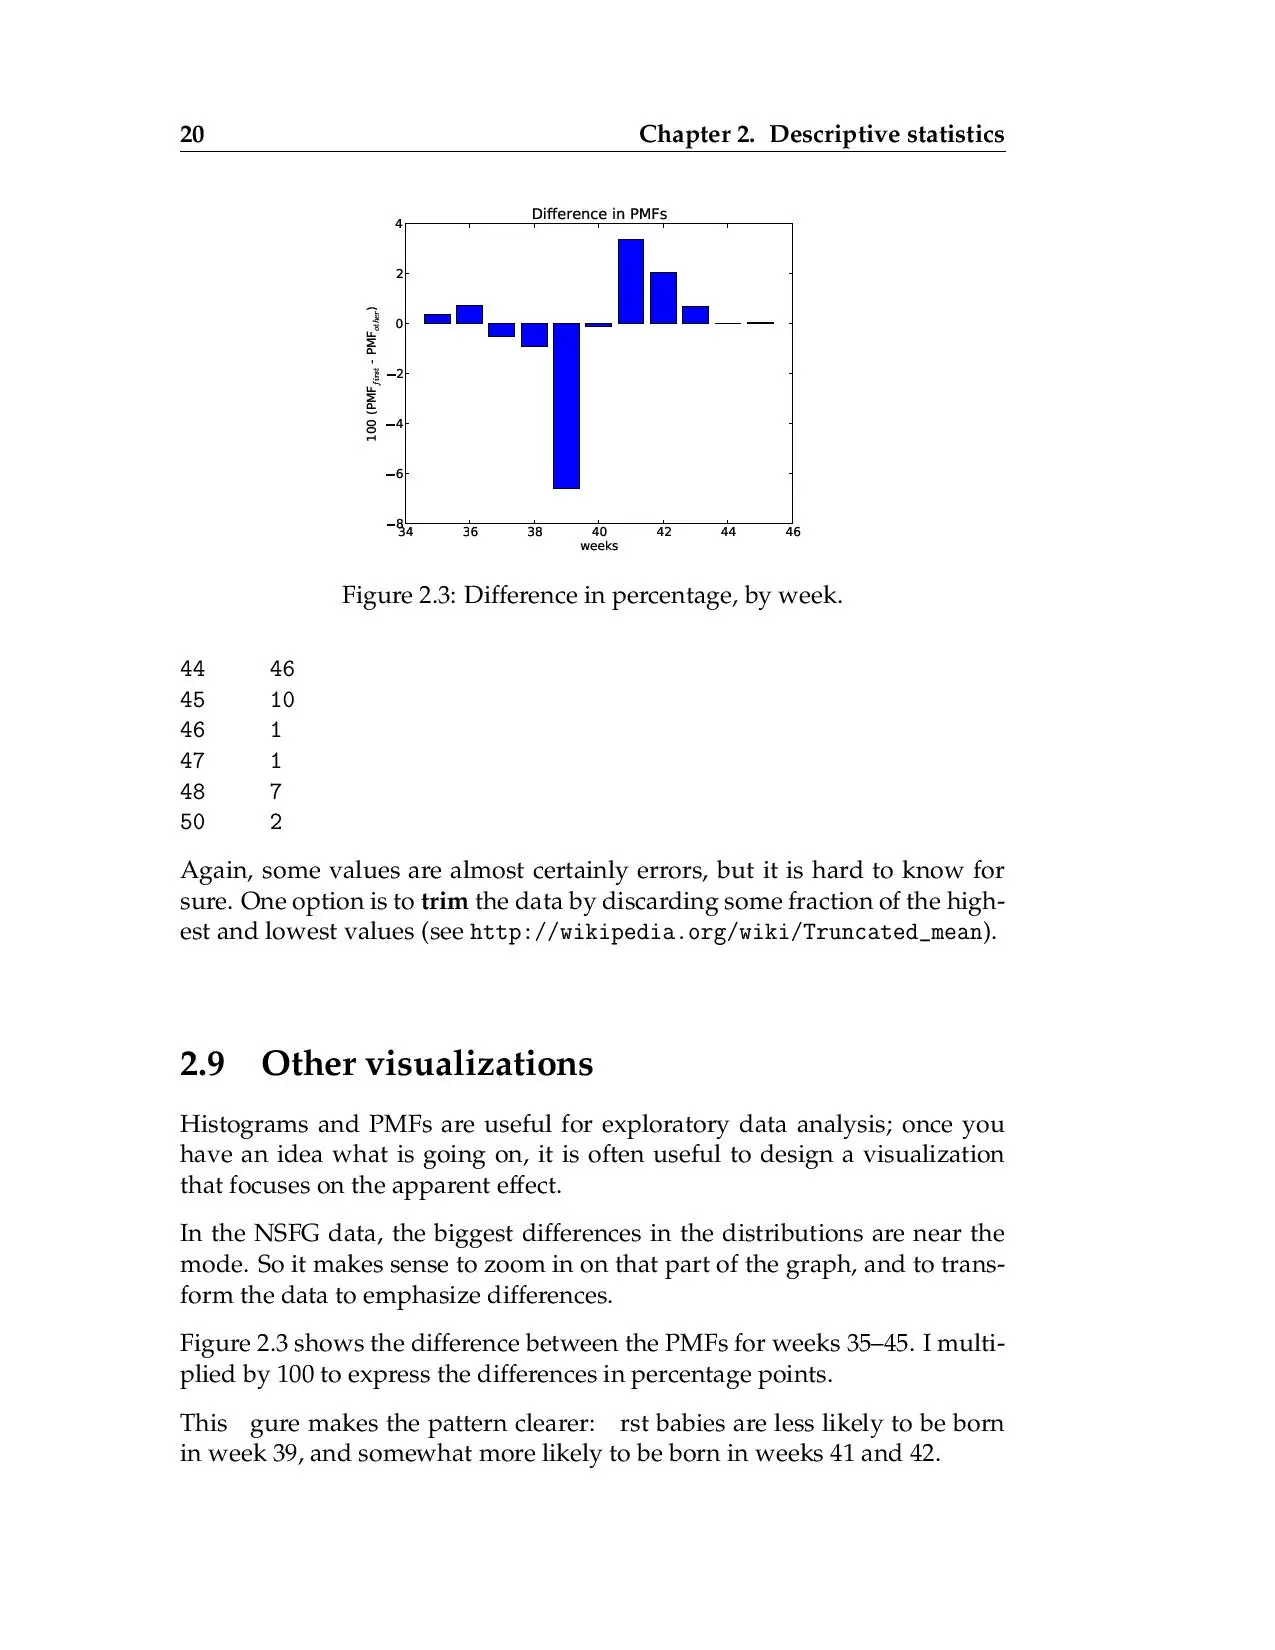 20 Chapter 2. Descriptive statistics
Difference in PMFs
4
2
0
−2
−4
−6
−8
100 (PMFfirst - PMFother)
34 36 38 40 42 44 46
weeks
Figure 2.3: Difference in percentage, by week.
44 46
45 10
46 1
47 1
48 7
50 2
Again, some values are almost certainly errors, but it is hard to know for
sure. One option is to trim the data by discarding some fraction of the high-
est and lowest values (see http://wikipedia.org/wiki/Truncated_mean).
2.9 Other visualizations
Histograms and PMFs are useful for exploratory data analysis; once you
have an idea what is going on, it is often useful to design a visualization
that focuses on the apparent effect.
In the NSFG data, the biggest differences in the distributions are near the
mode. So it makes sense to zoom in on that part of the graph, and to trans-
form the data to emphasize differences.
Figure 2.3 shows the difference between the PMFs for weeks 35–45. I multi-
plied by 100 to express the differences in percentage points.
This gure makes the pattern clearer: rst babies are less likely to be born
in week 39, and somewhat more likely to be born in weeks 41 and 42.